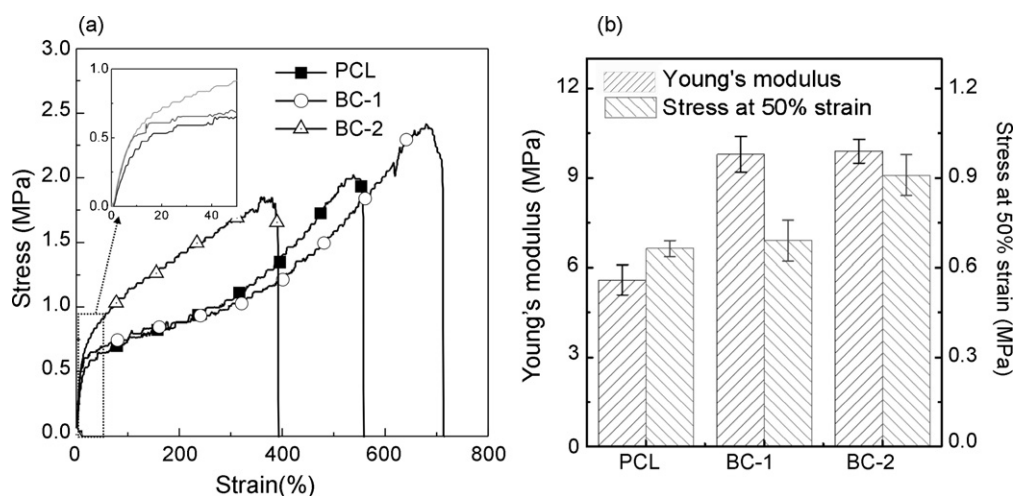 (a)
3.0
2.5
2.0
1.5
1.0
0.5
0.0
Stress (MPa)
0
200
400
600
800
Strain(%)
1.0
0.5
0.0
20
40
PCL
BC-1
BC-2
(b)
12
9
6
3
0
Young's modulus (MPa)
Young's modulus
Stress at 50% strain
1.2
0.9
0.6
0.3
0.0
Stress at 50% strain (MPa)
PCL
BC-1
BC-2